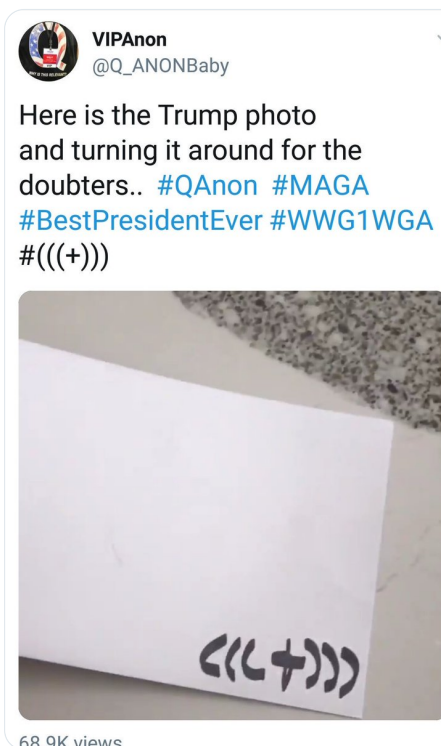 VIPAnon
@Q_ANONBaby
Here is the Trump photo
and turning it around for the
doubters.. #QAnon #MAGA
#BestPresidentEver #WWG1WGA
#(((+)))
(((+)))
68.9K views